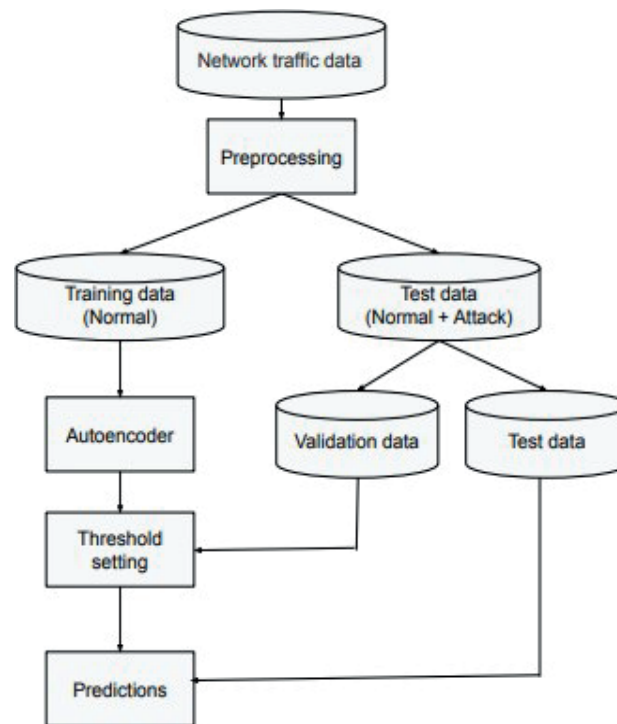 Network traffic data
Preprocessing
Training data
(Normal)
Test data
(Normal + Attack)
Autoencoder
Validation data
Test data
Threshold
setting
Predictions